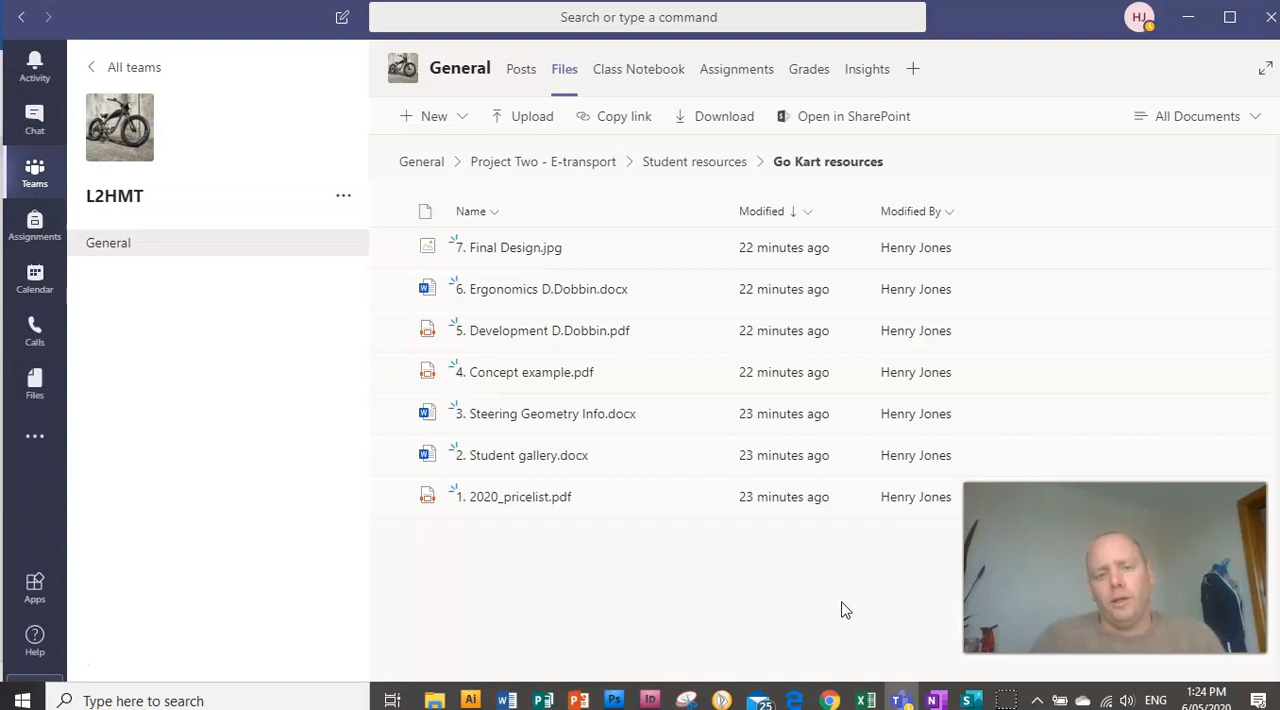 Search or type a command
HJ
Activity
Chat
Teams
Assignments
Calendar
Calls
Files
Apps
Help
All teams
L2HMT
General
General Posts Files Class Notebook Assignments Grades Insights
New Upload Copy link Download Open in SharePoint All Documents
General > Project Two - E-transport > Student resources > Go Kart resources
Name Modified Modified By
7. Final Design.jpg 22 minutes ago Henry Jones
6. Ergonomics D.Dobbin.docx 22 minutes ago Henry Jones
5. Development D.Dobbin.pdf 22 minutes ago Henry Jones
4. Concept example.pdf 22 minutes ago Henry Jones
3. Steering Geometry Info.docx 23 minutes ago Henry Jones
2. Student gallery.docx 23 minutes ago Henry Jones
1. 2020_pricelist.pdf 23 minutes ago Henry Jones
Type here to search
Ai
Ps
Id
25
ENG
1:24 PM
6/05/2020